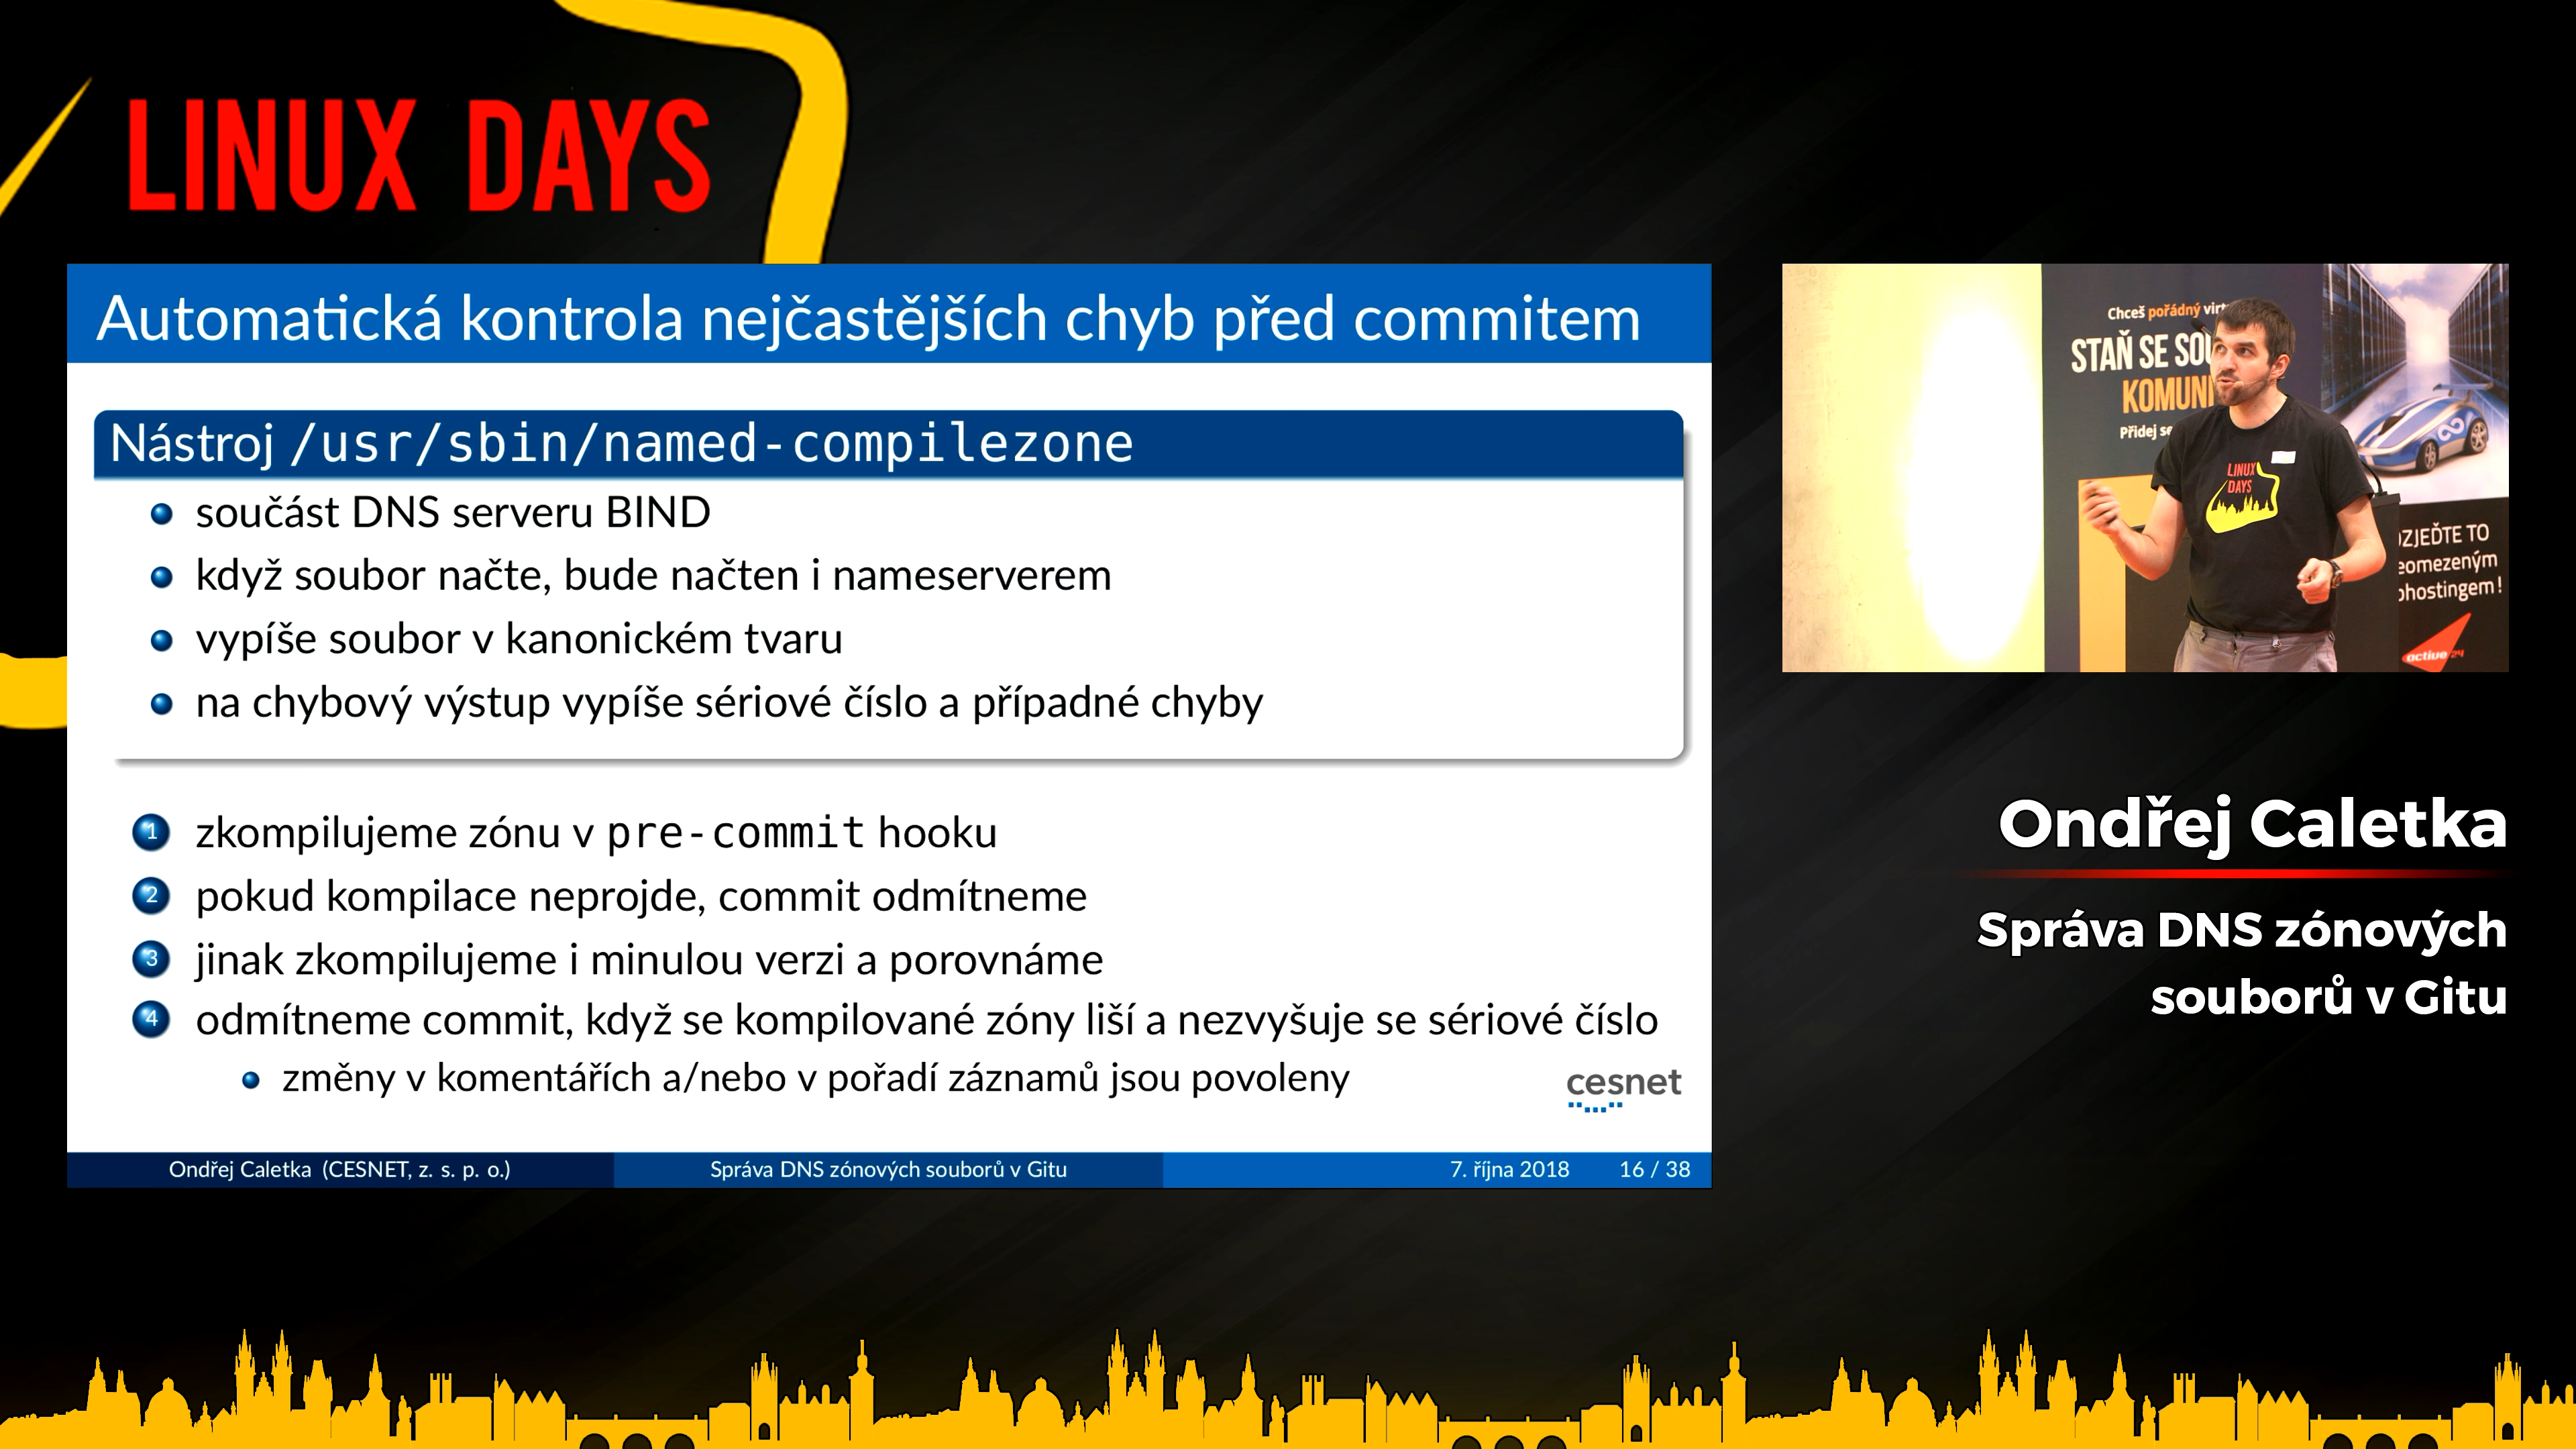 LINUX DAYS
Automatická kontrola nejčastějších chyb před commitem
Nástroj /usr/sbin/named-compilezone
součást DNS serveru BIND
když soubor načte, bude načten i nameserverem
vypíše soubor v kanonickém tvaru
na chybový výstup vypíše sériové číslo a případné chyby
1 zkompilujeme zónu v pre-commit hooku
2 pokud kompilace neprojde, commit odmítneme
3 jinak zkompilujeme i minulou verzi a porovnáme
4 odmítneme commit, když se kompilované zóny liší a nezvyšuje se sériové číslo
změny v komentářích a/nebo v pořadí záznamů jsou povoleny
cesnet
Ondřej Caletka (CESNET, z. s. p. o.) Správa DNS zónových souborů v Gitu 7. října 2018 16 / 38
Chceš pořádný
STAŇ SE
Přidej
LINUX
DAYS
TO
active 24
Ondřej Caletka
Správa DNS zónových
souborů v Gitu